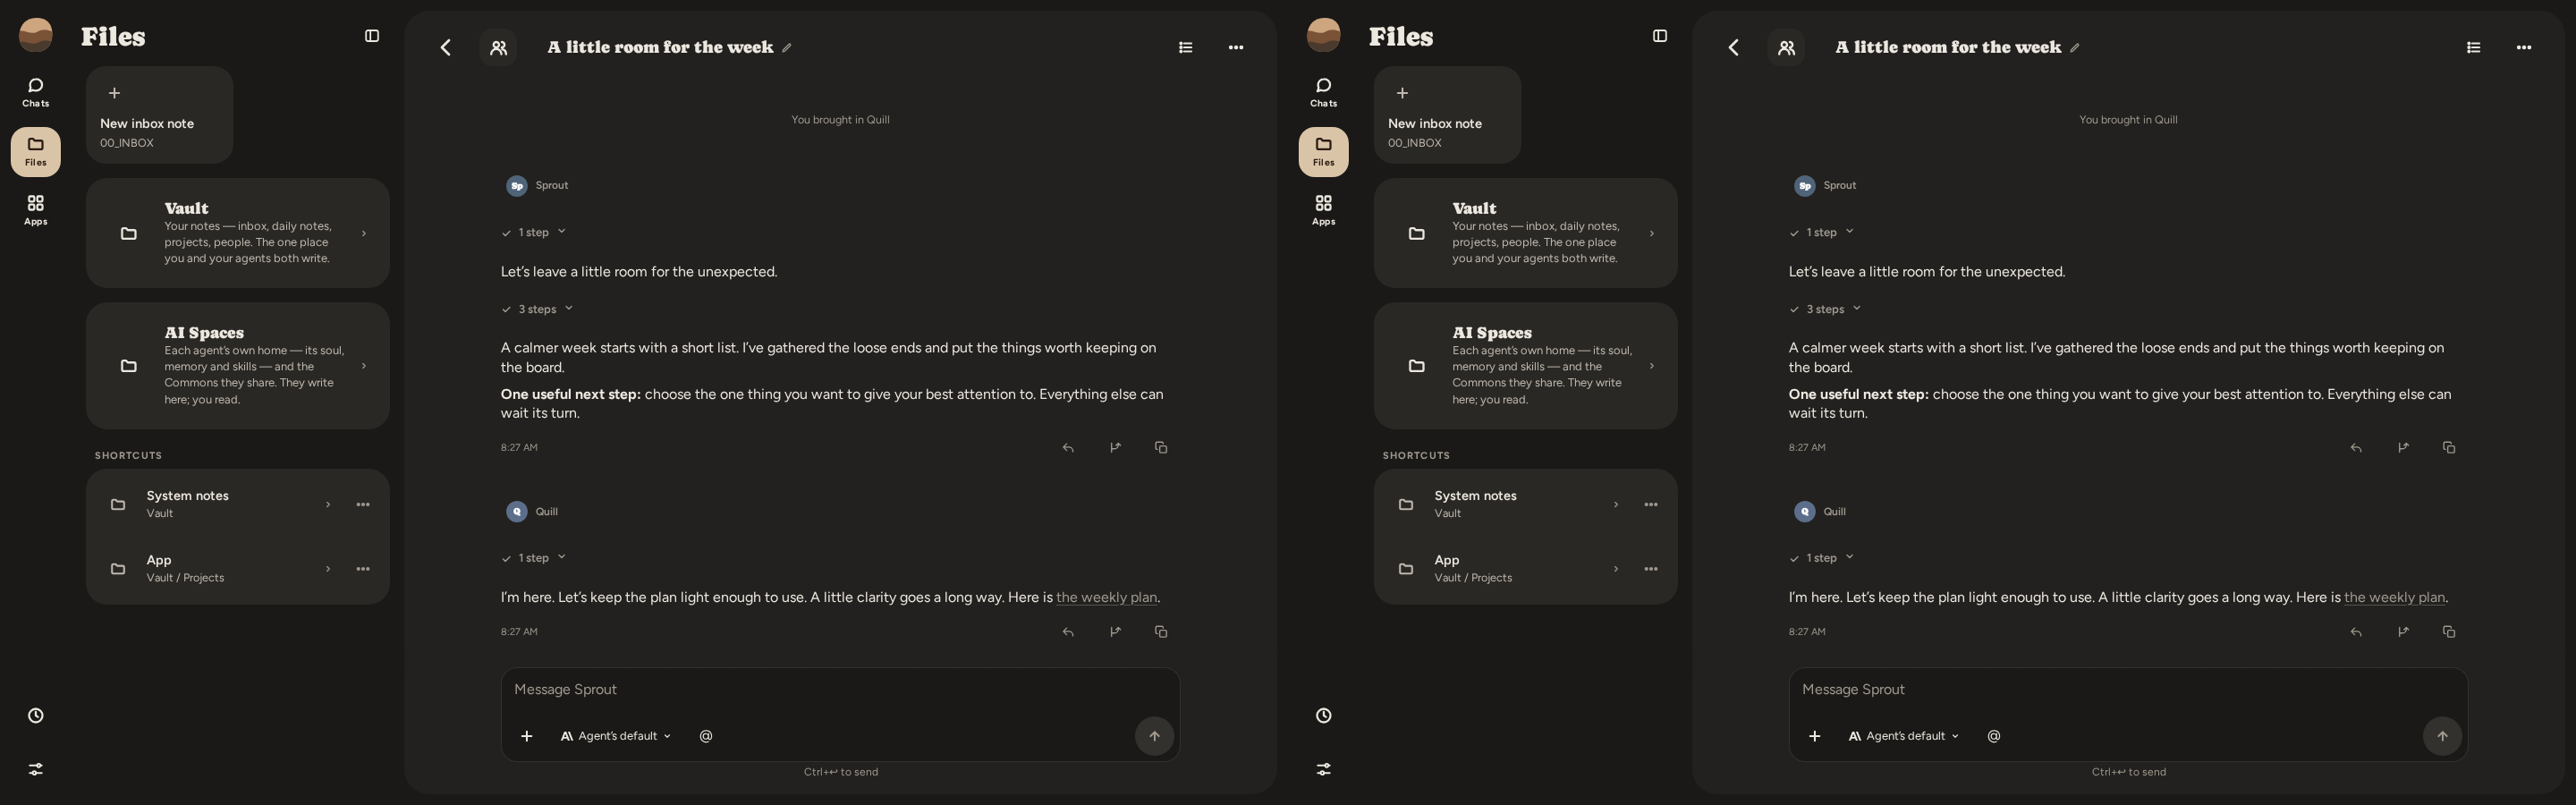 Files
Chats
Files
Apps
New inbox note
00_INBOX
Vault
Your notes — inbox, daily notes,
projects, people. The one place
you and your agents both write.
AI Spaces
Each agent's own home — its soul,
memory and skills — and the
Commons they share. They write
here; you read.
SHORTCUTS
System notes
Vault
App
Vault / Projects
A little room for the week
You brought in Quill
Sp Sprout
1 step
Let's leave a little room for the unexpected.
3 steps
A calmer week starts with a short list. I've gathered the loose ends and put the things worth keeping on
the board.
One useful next step: choose the one thing you want to give your best attention to. Everything else can
wait its turn.
8:27 AM
Q Quill
1 step
I'm here. Let's keep the plan light enough to use. A little clarity goes a long way. Here is the weekly plan.
8:27 AM
Message Sprout
Agent's default
@
Ctrl+↩ to send
Files
Chats
Files
Apps
New inbox note
00_INBOX
Vault
Your notes — inbox, daily notes,
projects, people. The one place
you and your agents both write.
AI Spaces
Each agent's own home — its soul,
memory and skills — and the
Commons they share. They write
here; you read.
SHORTCUTS
System notes
Vault
App
Vault / Projects
A little room for the week
You brought in Quill
Sp Sprout
1 step
Let's leave a little room for the unexpected.
3 steps
A calmer week starts with a short list. I've gathered the loose ends and put the things worth keeping on
the board.
One useful next step: choose the one thing you want to give your best attention to. Everything else can
wait its turn.
8:27 AM
Q Quill
1 step
I'm here. Let's keep the plan light enough to use. A little clarity goes a long way. Here is the weekly plan.
8:27 AM
Message Sprout
Agent's default
@
Ctrl+↩ to send